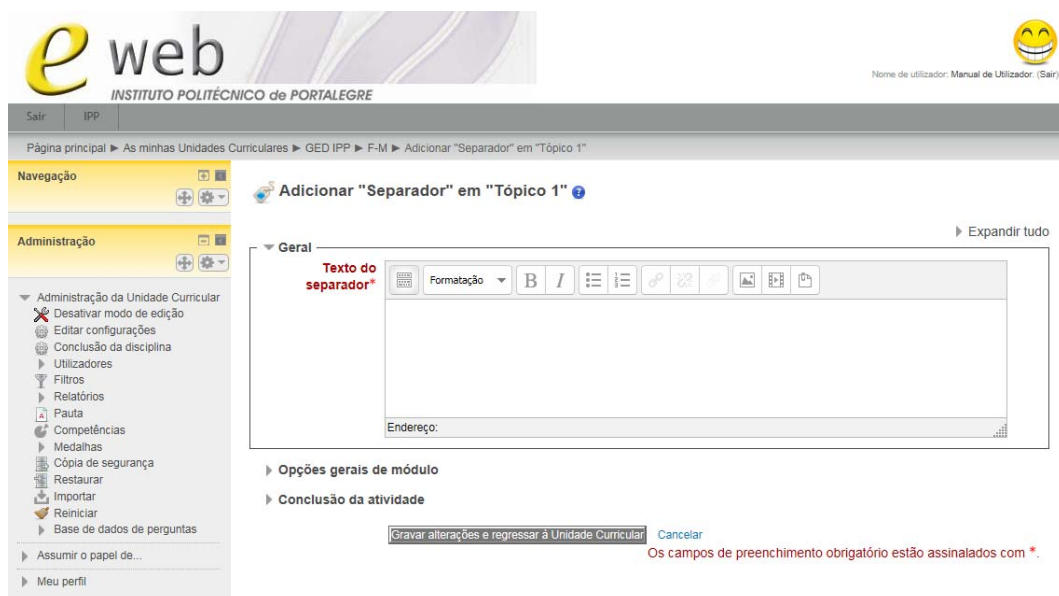 e web
INSTITUTO POLITÉCNICO de PORTALEGRE
Nome de utilizador: Manual de Utilizador. (Sair)
Sair IPP
Página principal ► As minhas Unidades Curriculares ► GED IPP ► F-M ► Adicionar "Separador" em "Tópico 1"
Navegação
Administração
Administração da Unidade Curricular
Desativar modo de edição
Editar configurações
Conclusão da disciplina
Utilizadores
Filtros
Relatórios
Pauta
Competências
Medalhas
Cópia de segurança
Restaurar
Importar
Reiniciar
Base de dados de perguntas
Assumir o papel de...
Meu perfil
Adicionar "Separador" em "Tópico 1"
Expandir tudo
Geral
Texto do
separador*
Formatação B I
Endereço:
Opções gerais de módulo
Conclusão da atividade
Gravar alterações e regressar à Unidade Curricular Cancelar
Os campos de preenchimento obrigatório estão assinalados com *.